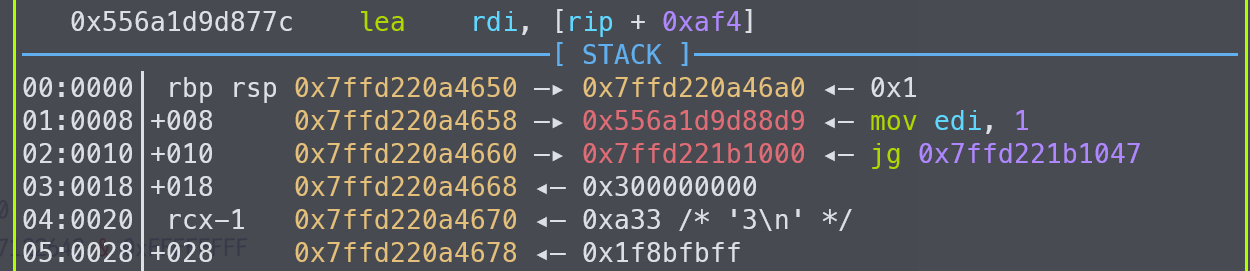 0x556a1d9d877c lea rdi, [rip + 0xaf4]
[ STACK ]
00:0000│ rbp rsp 0x7ffd220a4650 —▸ 0x7ffd220a46a0 ◂— 0x1
01:0008│+008 0x7ffd220a4658 —▸ 0x556a1d9d88d9 ◂— mov edi, 1
02:0010│+010 0x7ffd220a4660 —▸ 0x7ffd221b1000 ◂— jg 0x7ffd221b1047
03:0018│+018 0x7ffd220a4668 ◂— 0x300000000
04:0020│ rcx-1 0x7ffd220a4670 ◂— 0xa33 /* '3\n' */
05:0028│+028 0x7ffd220a4678 ◂— 0x1f8bfbff